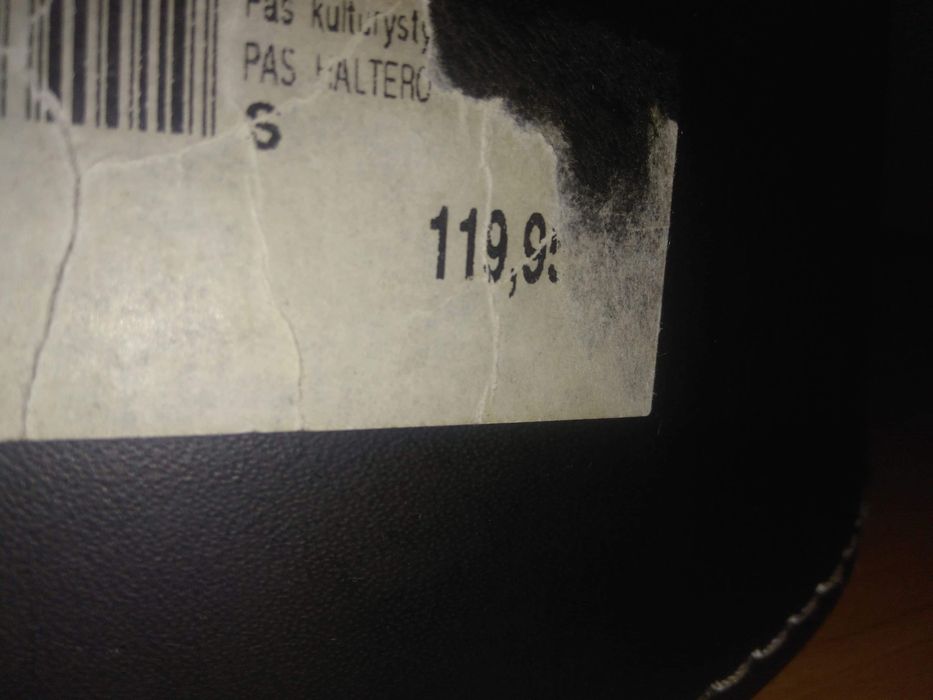 Pas kulturysty
PAS HALTERO
S
119,9